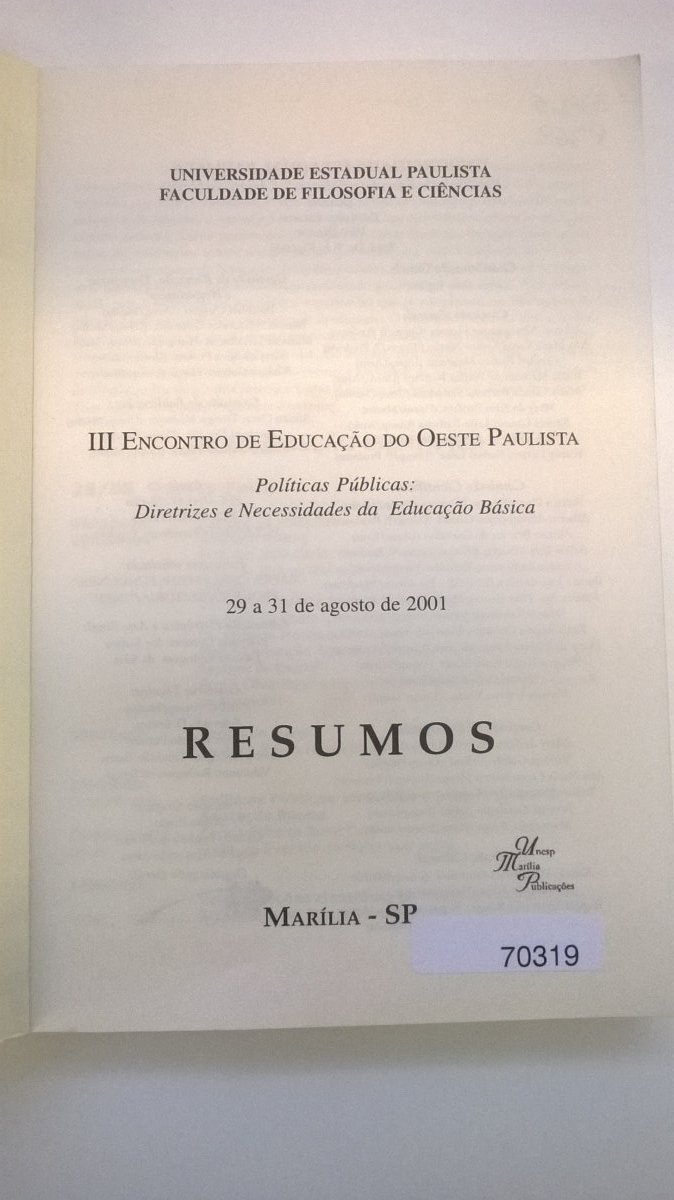 UNIVERSIDADE ESTADUAL PAULISTA
FACULDADE DE FILOSOFIA E CIÊNCIAS
III ENCONTRO DE EDUCAÇÃO DO OESTE PAULISTA
Políticas Públicas:
Diretrizes e Necessidades da Educação Básica
29 a 31 de agosto de 2001
RESUMOS
Unesp
Marília
Publicações
MARÍLIA - SP
70319